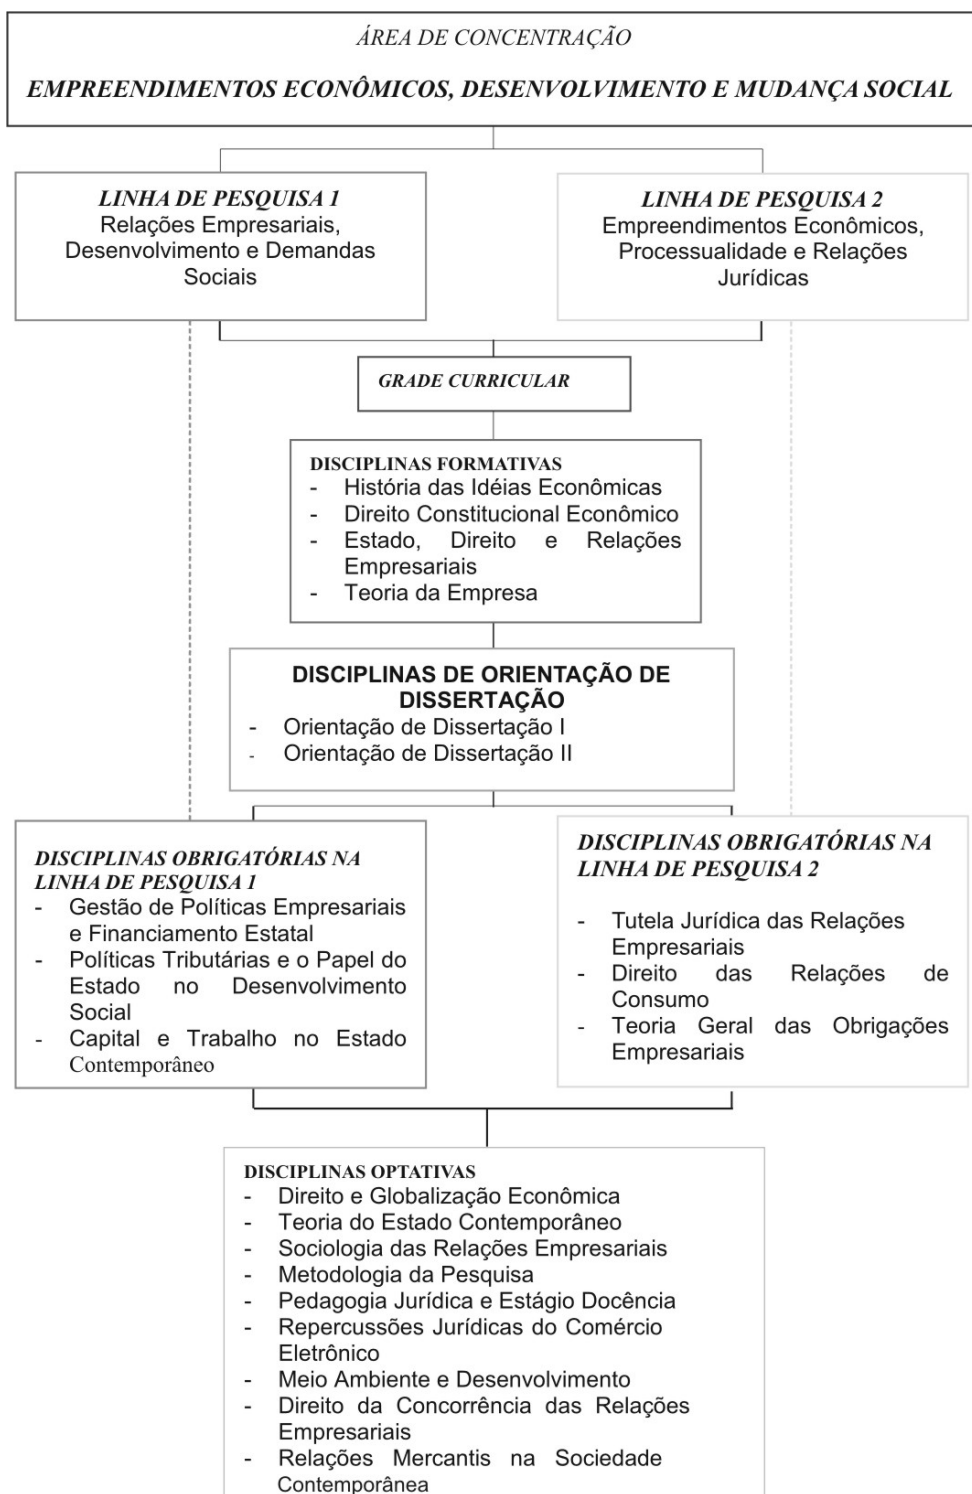 ÁREA DE CONCENTRAÇÃO
EMPREENDIMENTOS ECONÔMICOS, DESENVOLVIMENTO E MUDANÇA SOCIAL
LINHA DE PESQUISA 1
Relações Empresariais,
Desenvolvimento e Demandas
Sociais
LINHA DE PESQUISA 2
Empreendimentos Econômicos,
Processualidade e Relações
Jurídicas
GRADE CURRICULAR
DISCIPLINAS FORMATIVAS
- História das Idéias Econômicas
- Direito Constitucional Econômico
- Estado, Direito e Relações
Empresariais
- Teoria da Empresa
DISCIPLINAS DE ORIENTAÇÃO DE
DISSERTAÇÃO
- Orientação de Dissertação I
- Orientação de Dissertação II
DISCIPLINAS OBRIGATÓRIAS NA
LINHA DE PESQUISA 1
- Gestão de Políticas Empresariais
e Financiamento Estatal
- Políticas Tributárias e o Papel do
Estado no Desenvolvimento
Social
- Capital e Trabalho no Estado
Contemporâneo
DISCIPLINAS OBRIGATÓRIAS NA
LINHA DE PESQUISA 2
- Tutela Jurídica das Relações
Empresariais
- Direito das Relações de
Consumo
- Teoria Geral das Obrigações
Empresariais
DISCIPLINAS OPTATIVAS
- Direito e Globalização Econômica
- Teoria do Estado Contemporâneo
- Sociologia das Relações Empresariais
- Metodologia da Pesquisa
- Pedagogia Jurídica e Estágio Docência
- Repercussões Jurídicas do Comércio
Eletrônico
- Meio Ambiente e Desenvolvimento
- Direito da Concorrência das Relações
Empresariais
- Relações Mercantis na Sociedade
Contemporânea